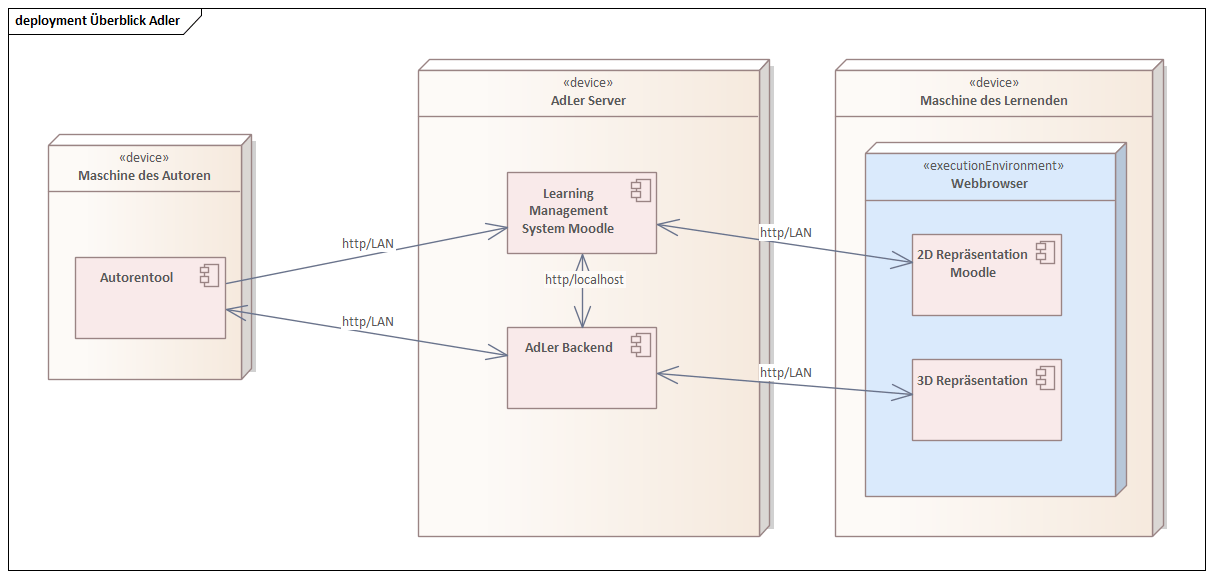 deployment Überblick Adler
«device»
Maschine des Autoren
Autorentool
http/LAN
http/LAN
«device»
AdLer Server
Learning
Management
System Moodle
http/localhost
AdLer Backend
http/LAN
http/LAN
«device»
Maschine des Lernenden
«executionEnvironment»
Webbrowser
2D Repräsentation
Moodle
3D Repräsentation